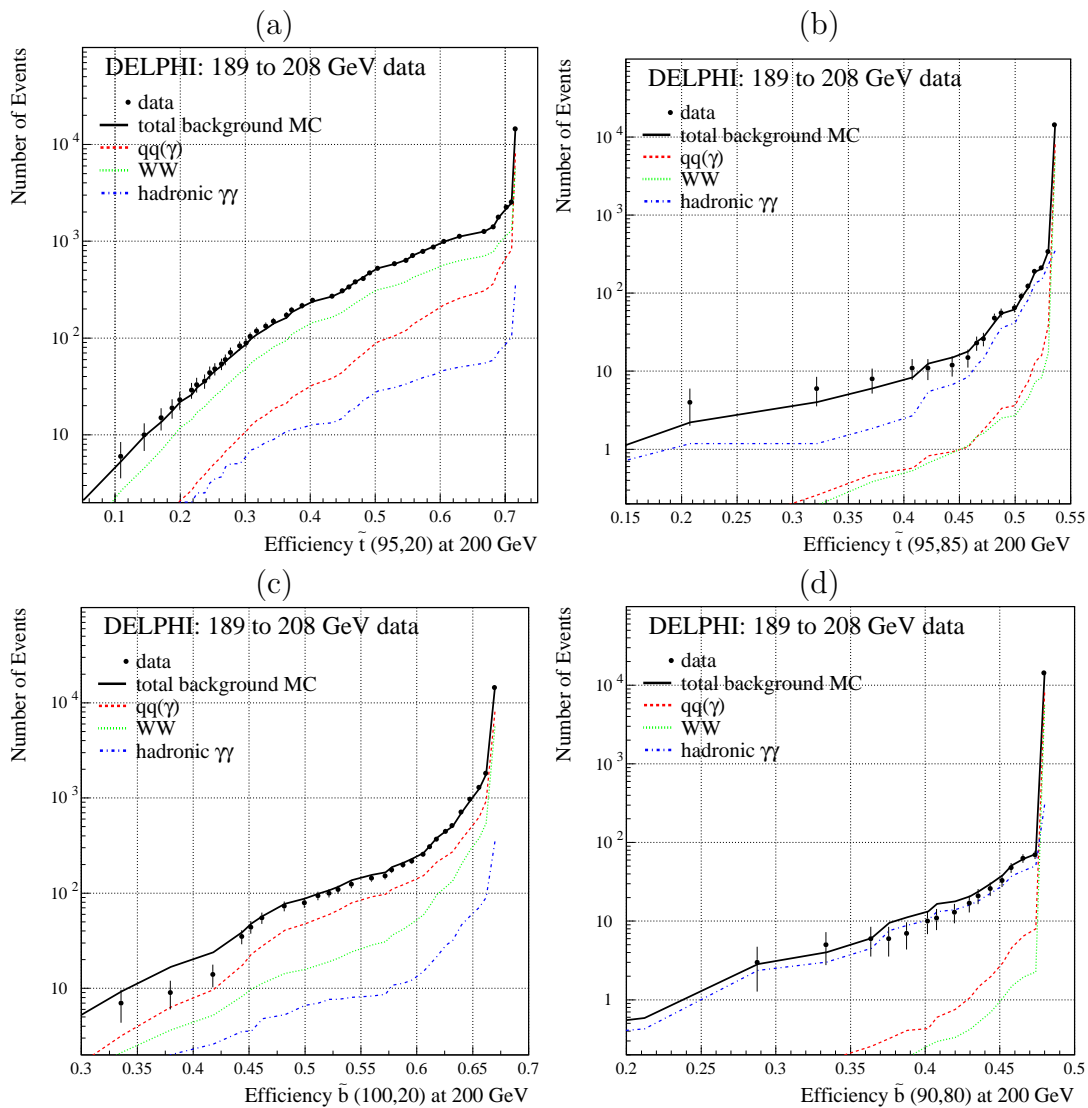 (a)
Number of Events
DELPHI: 189 to 208 GeV data
data
total background MC
qq(γ)
WW
hadronic γγ
10⁴
10³
10²
10
0.1 0.2 0.3 0.4 0.5 0.6 0.7
Efficiency t̃ (95,20) at 200 GeV
(b)
Number of Events
DELPHI: 189 to 208 GeV data
data
total background MC
qq(γ)
WW
hadronic γγ
10⁴
10³
10²
10
1
0.15 0.2 0.25 0.3 0.35 0.4 0.45 0.5 0.55
Efficiency t̃ (95,85) at 200 GeV
(c)
Number of Events
DELPHI: 189 to 208 GeV data
data
total background MC
qq(γ)
WW
hadronic γγ
10⁴
10³
10²
10
0.3 0.35 0.4 0.45 0.5 0.55 0.6 0.65 0.7
Efficiency b̃ (100,20) at 200 GeV
(d)
Number of Events
DELPHI: 189 to 208 GeV data
data
total background MC
qq(γ)
WW
hadronic γγ
10⁴
10³
10²
10
1
0.2 0.25 0.3 0.35 0.4 0.45 0.5
Efficiency b̃ (90,80) at 200 GeV